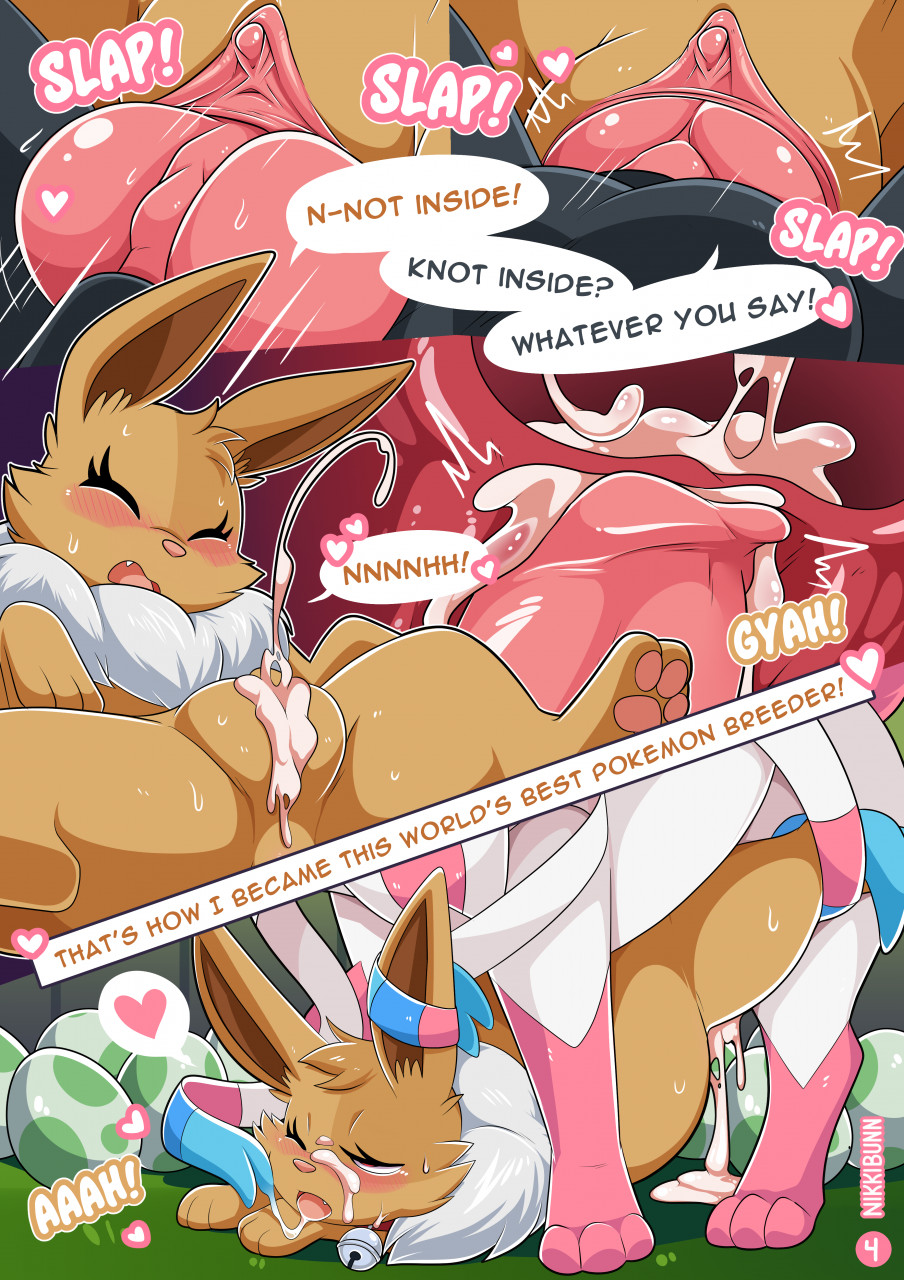 SLAP!
SLAP!
N-NOT INSIDE!
KNOT INSIDE?
SLAP!
WHATEVER YOU SAY!
NNNNHH!
GYAH!
THAT'S HOW I BECAME THIS WORLD'S BEST POKEMON BREEDER!
AAAH!
NIKKIBUNN
4